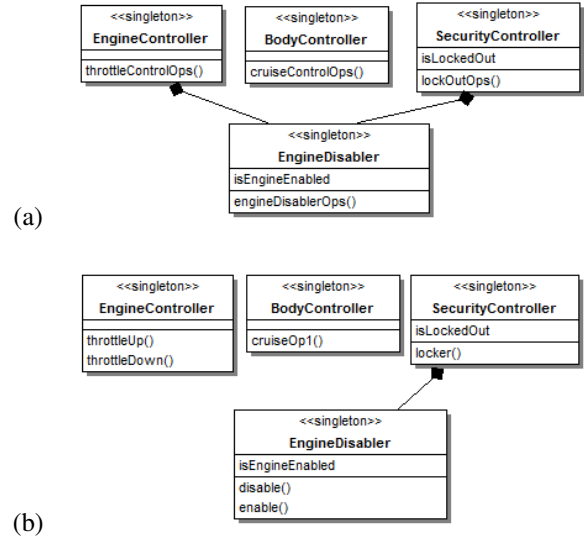 <<singleton>>
EngineController
throttleControlOps()
<<singleton>>
BodyController
cruiseControlOps()
<<singleton>>
SecurityController
isLockedOut
lockOutOps()
<<singleton>>
EngineDisabler
isEngineEnabled
engineDisablerOps()
(a)
<<singleton>>
EngineController
throttleUp()
throttleDown()
<<singleton>>
BodyController
cruiseOp1()
<<singleton>>
SecurityController
isLockedOut
locker()
<<singleton>>
EngineDisabler
isEngineEnabled
disable()
enable()
(b)